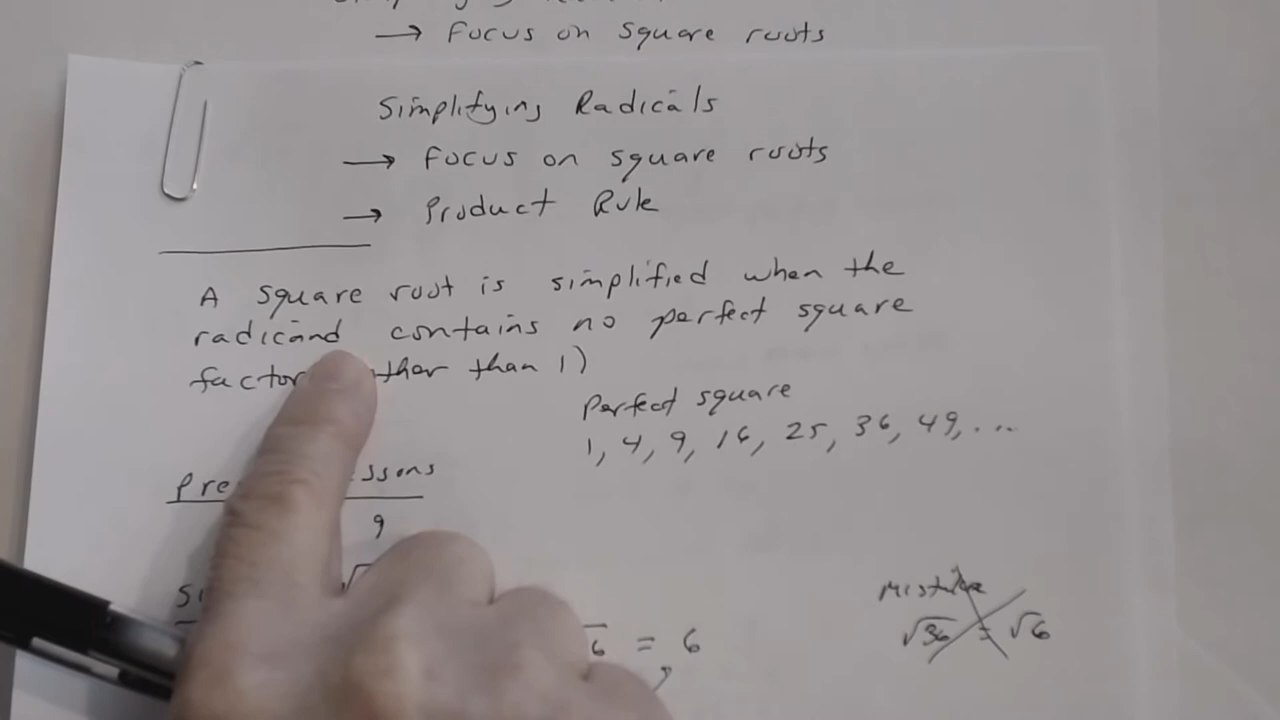 → Focus on square roots
Simplifying Radicals
→ Focus on square roots
→ Product Rule
A square root is simplified when the
radicand contains no perfect square
factor than 1)
Perfect square
1, 4, 9, 16, 25, 36, 49, ...
9
Mistake
6 = 6
√36 = √6